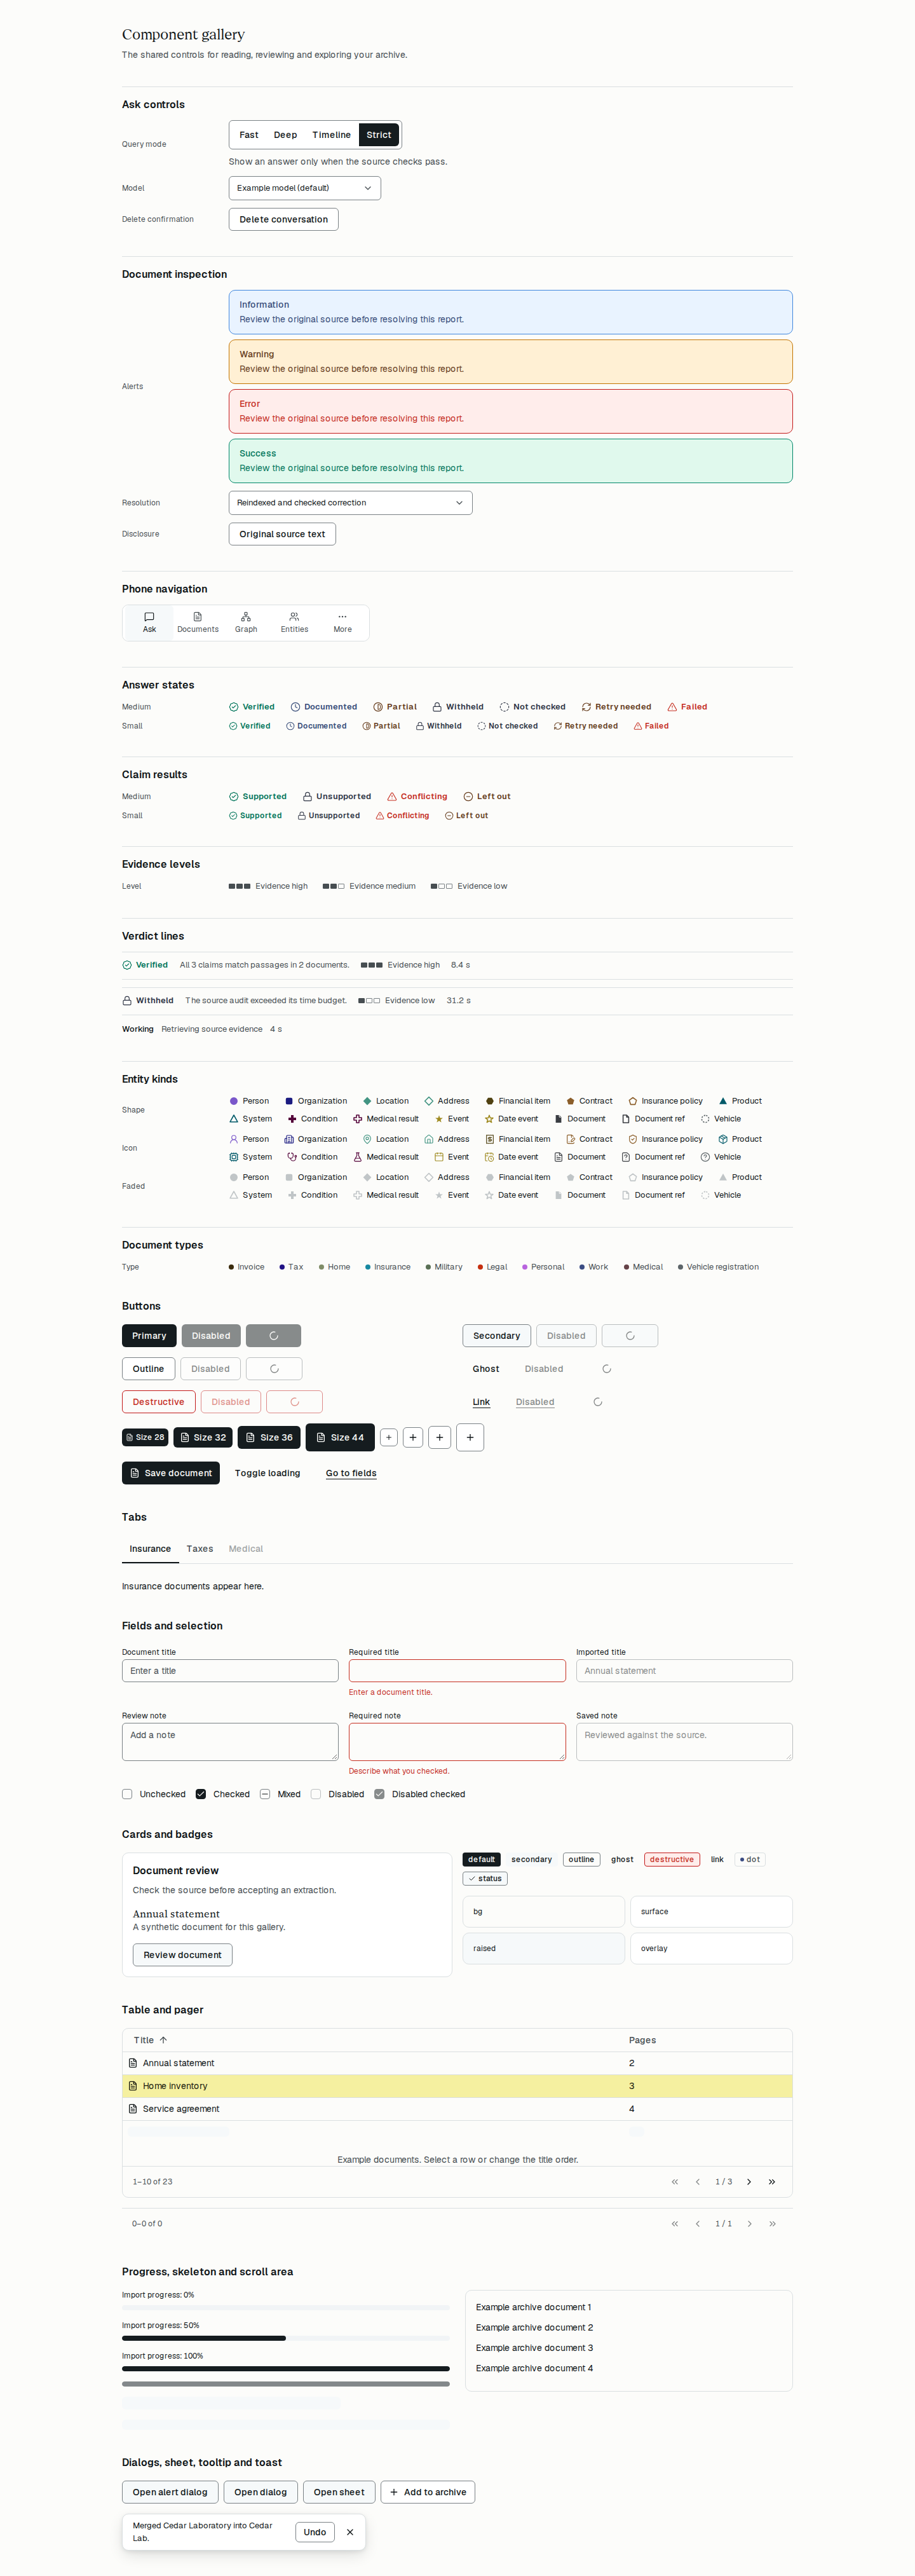 Component gallery
The shared controls for reading, reviewing and exploring your archive.
Ask controls
Query mode
Fast Deep Timeline Strict
Show an answer only when the source checks pass.
Model
Example model (default)
Delete confirmation
Delete conversation
Document inspection
Alerts
Information
Review the original source before resolving this report.
Warning
Review the original source before resolving this report.
Error
Review the original source before resolving this report.
Success
Review the original source before resolving this report.
Resolution
Reindexed and checked correction
Disclosure
Original source text
Phone navigation
Ask Documents Graph Entities More
Answer states
Medium Verified Documented Partial Withheld Not checked Retry needed Failed
Small Verified Documented Partial Withheld Not checked Retry needed Failed
Claim results
Medium Supported Unsupported Conflicting Left out
Small Supported Unsupported Conflicting Left out
Evidence levels
Level Evidence high Evidence medium Evidence low
Verdict lines
Verified All 3 claims match passages in 2 documents. Evidence high 8.4 s
Withheld The source audit exceeded its time budget. Evidence low 31.2 s
Working Retrieving source evidence 4 s
Entity kinds
Shape
Person Organization Location Address Financial item Contract Insurance policy Product
System Condition Medical result Event Date event Document Document ref Vehicle
Icon
Person Organization Location Address Financial item Contract Insurance policy Product
System Condition Medical result Event Date event Document Document ref Vehicle
Faded
Person Organization Location Address Financial item Contract Insurance policy Product
System Condition Medical result Event Date event Document Document ref Vehicle
Document types
Type Invoice Tax Home Insurance Military Legal Personal Work Medical Vehicle registration
Buttons
Primary Disabled Secondary Disabled
Outline Disabled Ghost Disabled
Destructive Disabled Link Disabled
Size 28 Size 32 Size 36 Size 44
Save document Toggle loading Go to fields
Tabs
Insurance Taxes Medical
Insurance documents appear here.
Fields and selection
Document title Required title Imported title
Enter a title Annual statement
Enter a document title.
Review note Required note Saved note
Add a note Reviewed against the source.
Describe what you checked.
Unchecked Checked Mixed Disabled Disabled checked
Cards and badges
Document review
Check the source before accepting an extraction.
Annual statement
A synthetic document for this gallery.
Review document
default secondary outline ghost destructive link dot
status
bg surface
raised overlay
Table and pager
Title Pages
Annual statement 2
Home inventory 3
Service agreement 4
Example documents. Select a row or change the title order.
1–10 of 23 1 / 3
0–0 of 0 1 / 1
Progress, skeleton and scroll area
Import progress: 0%
Import progress: 50%
Import progress: 100%
Example archive document 1
Example archive document 2
Example archive document 3
Example archive document 4
Dialogs, sheet, tooltip and toast
Open alert dialog Open dialog Open sheet Add to archive
Merged Cedar Laboratory into Cedar
Lab.
Undo